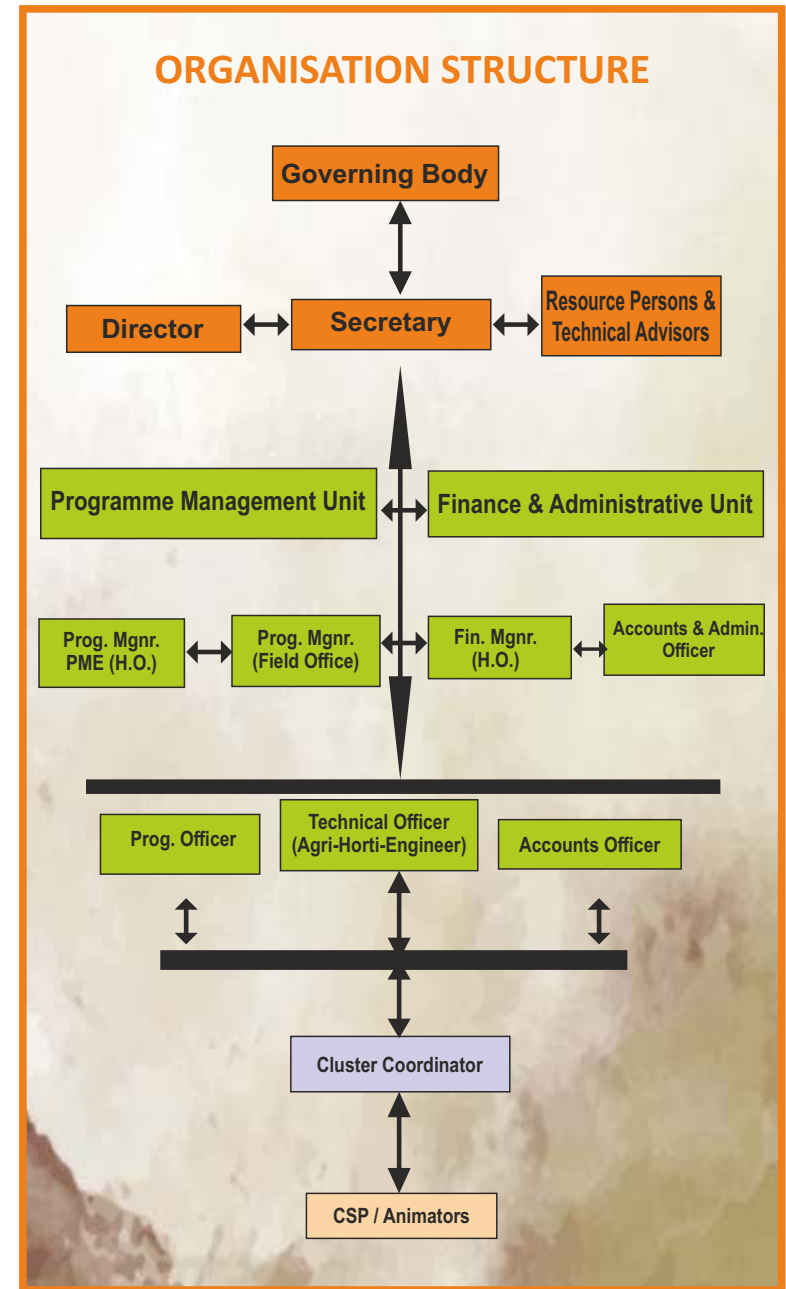 ORGANISATION STRUCTURE
Governing Body
Director
Secretary
Resource Persons &
Technical Advisors
Programme Management Unit
Finance & Administrative Unit
Prog. Mgnr.
PME (H.O.)
Prog. Mgnr.
(Field Office)
Fin. Mgnr.
(H.O.)
Accounts & Admin.
Officer
Prog. Officer
Technical Officer
(Agri-Horti-Engineer)
Accounts Officer
Cluster Coordinator
CSP / Animators